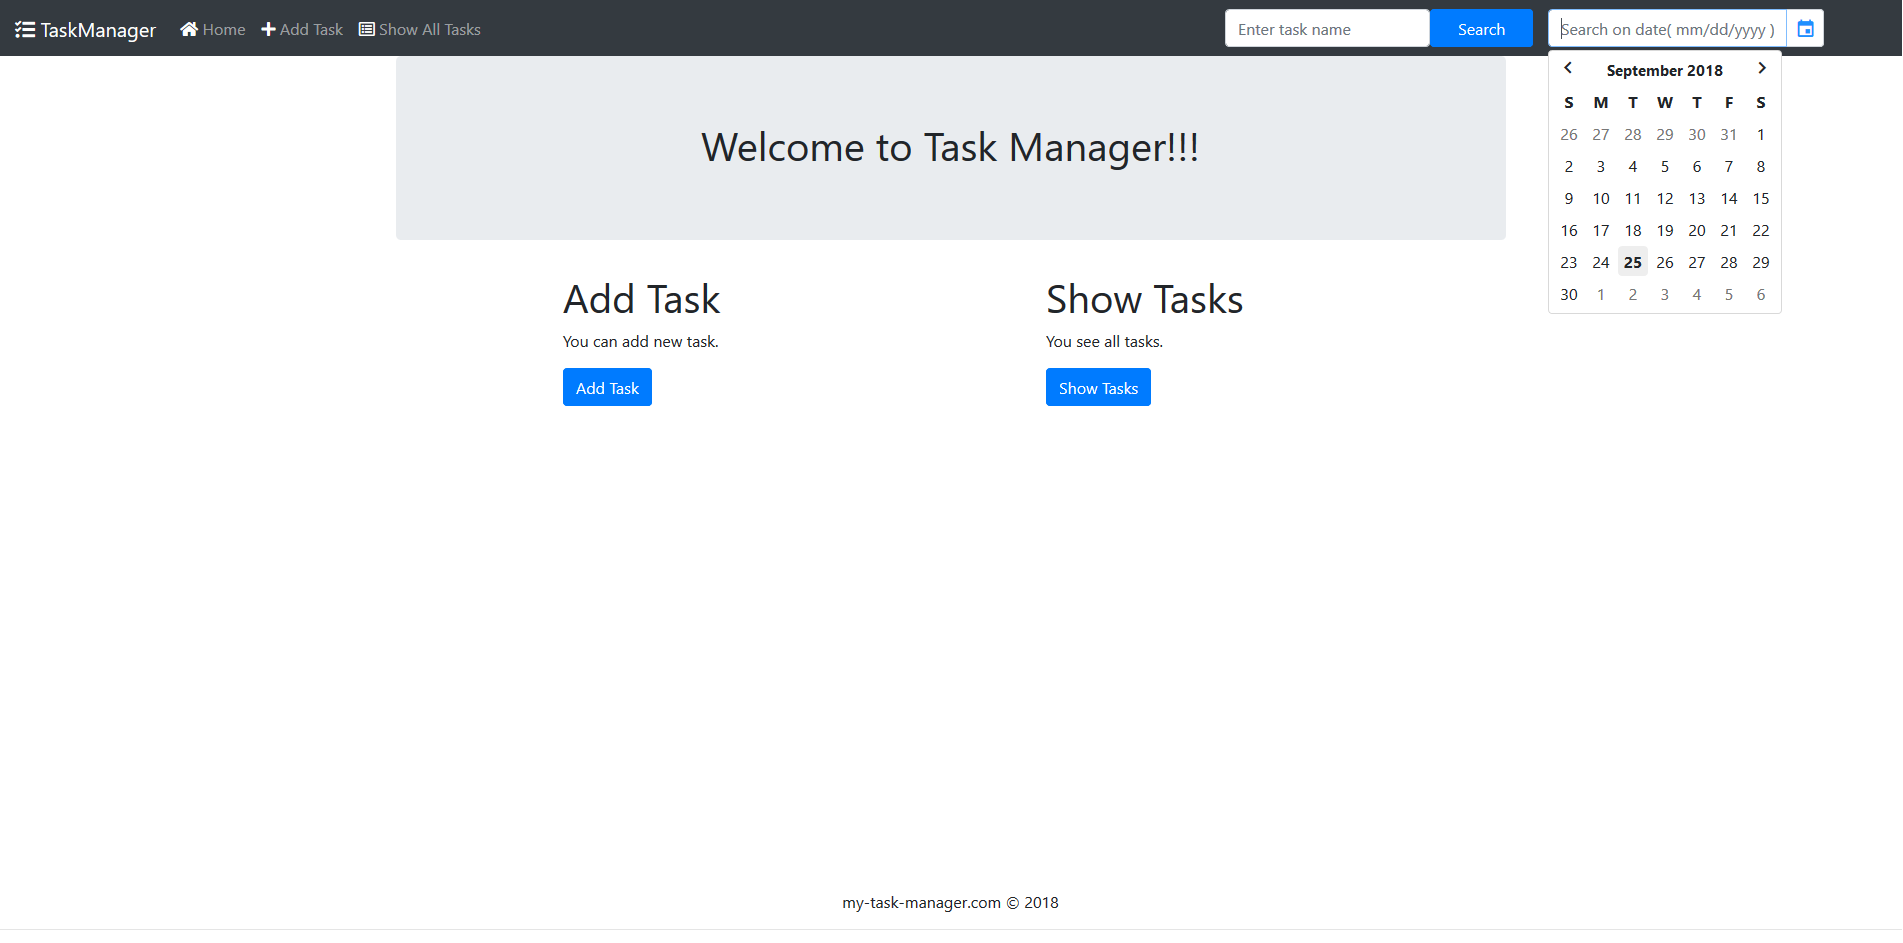 TaskManager Home Add Task Show All Tasks Enter task name Search Search on date( mm/dd/yyyy )
September 2018
S M T W T F S
26 27 28 29 30 31 1
2 3 4 5 6 7 8
9 10 11 12 13 14 15
16 17 18 19 20 21 22
23 24 25 26 27 28 29
30 1 2 3 4 5 6
Welcome to Task Manager!!!
Add Task
You can add new task.
Add Task
Show Tasks
You see all tasks.
Show Tasks
my-task-manager.com © 2018